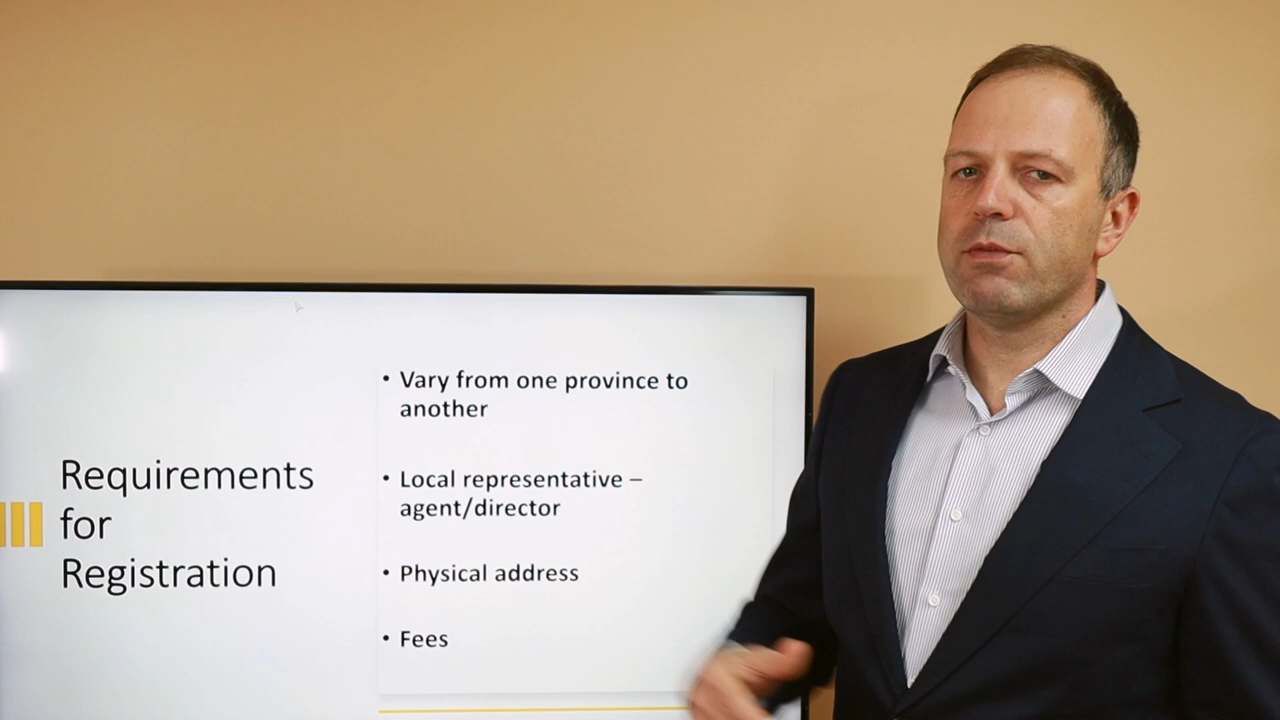 Requirements
for
Registration
• Vary from one province to
another
• Local representative –
agent/director
• Physical address
• Fees